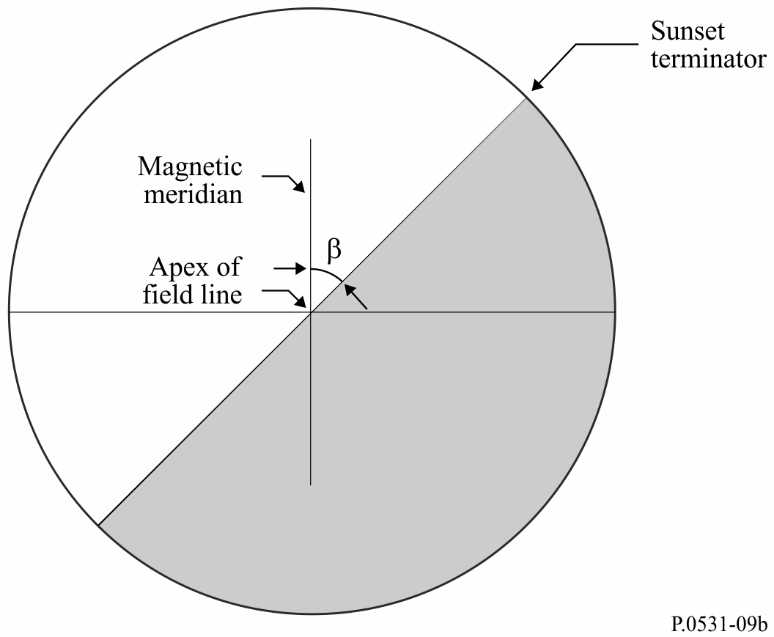 Sunset
terminator
Magnetic
meridian
β
Apex of
field line
P.0531-09b